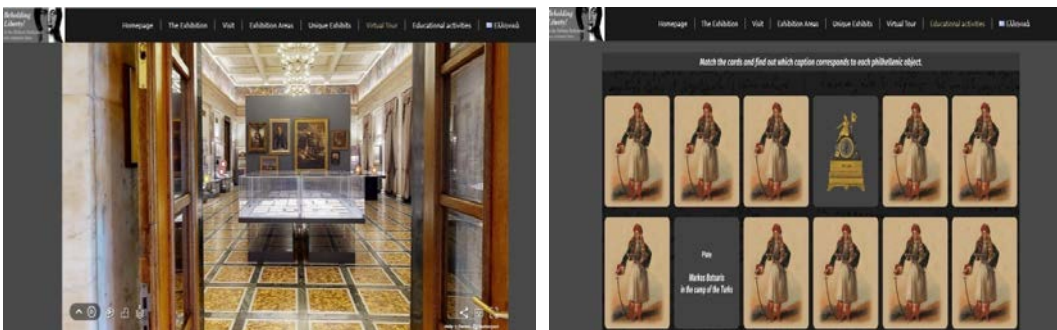 Beholding
Liberty!
Homepage | The Exhibition | Visit | Exhibition Areas | Unique Exhibits | Virtual Tour | Educational activities | Ελληνικά
Beholding
Liberty!
Homepage | The Exhibition | Visit | Exhibition Areas | Unique Exhibits | Virtual Tour | Educational activities | Ελληνικά
Match the cards and find out which caption corresponds to each philhellenic object.
Plate
Markos Botsaris
in the camp of the Turks